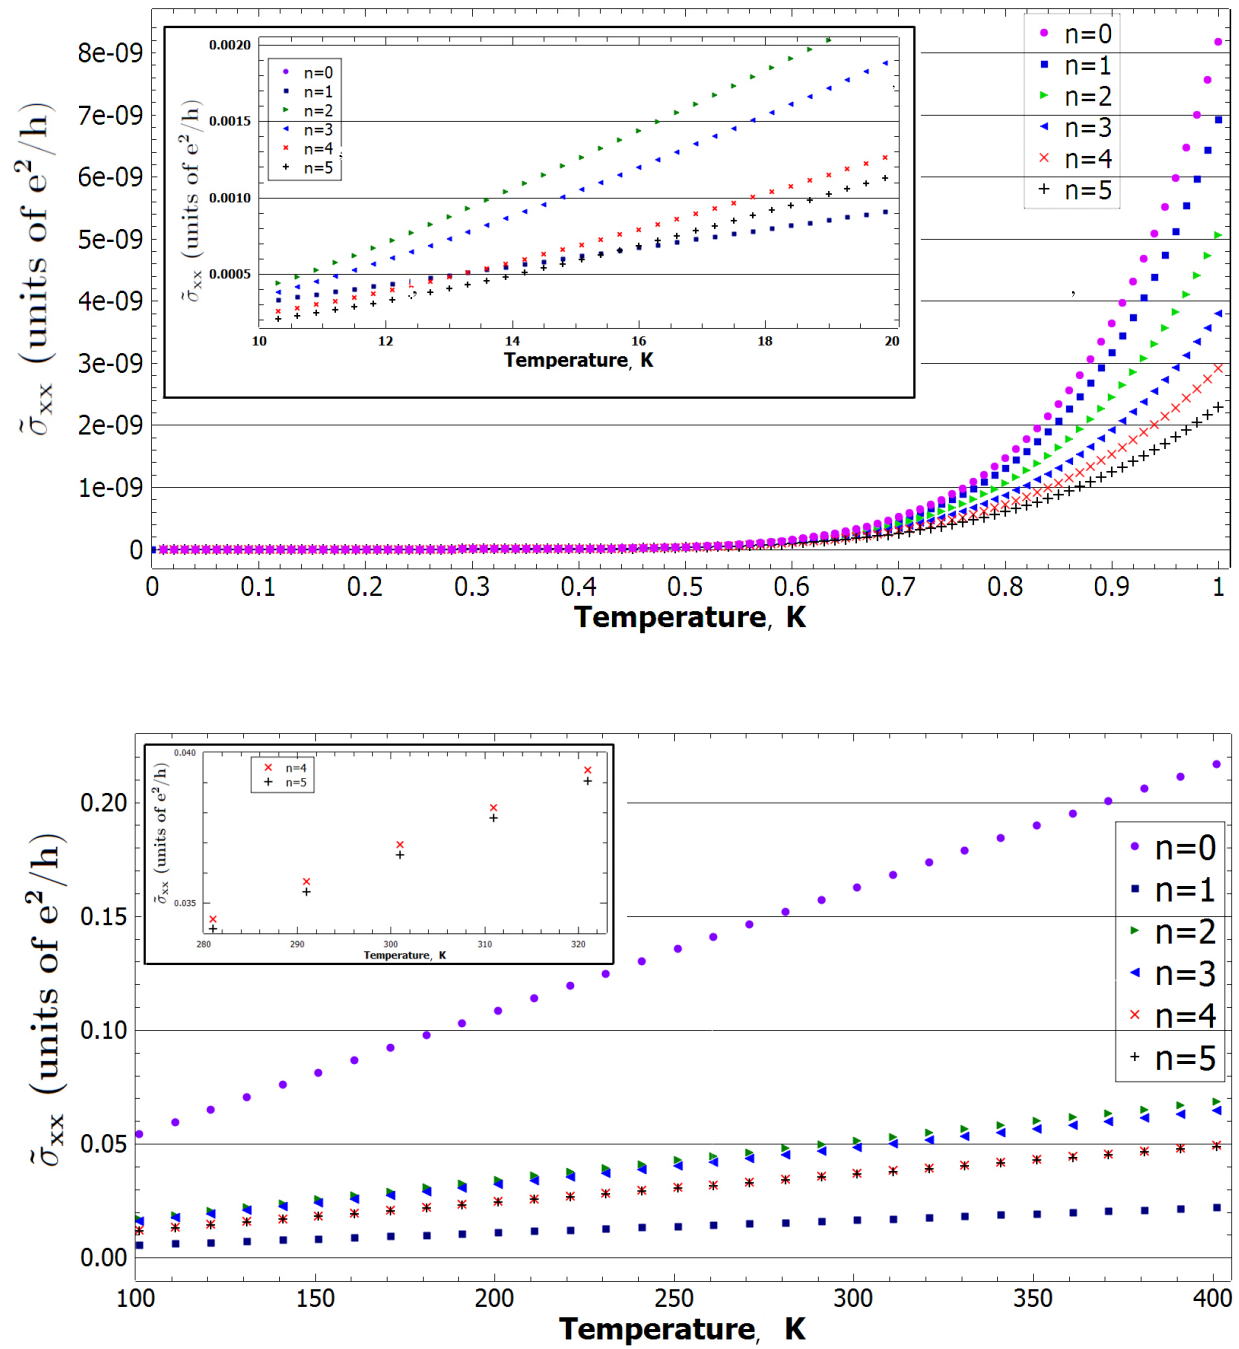 σ̃xx (units of e²/h)
8e-09
7e-09
6e-09
5e-09
4e-09
3e-09
2e-09
1e-09
0
0 0.1 0.2 0.3 0.4 0.5 0.6 0.7 0.8 0.9 1
Temperature, K
n=0
n=1
n=2
n=3
n=4
n=5
σ̃xx (units of e²/h)
0.0020
0.0015
0.0010
0.0005
10 12 14 16 18 20
Temperature, K
n=0
n=1
n=2
n=3
n=4
n=5
σ̃xx (units of e²/h)
0.20
0.15
0.10
0.05
0.00
100 150 200 250 300 350 400
Temperature, K
n=0
n=1
n=2
n=3
n=4
n=5
σ̃xx (units of e²/h)
0.040
0.035
280 290 300 310 320
Temperature, K
n=4
n=5